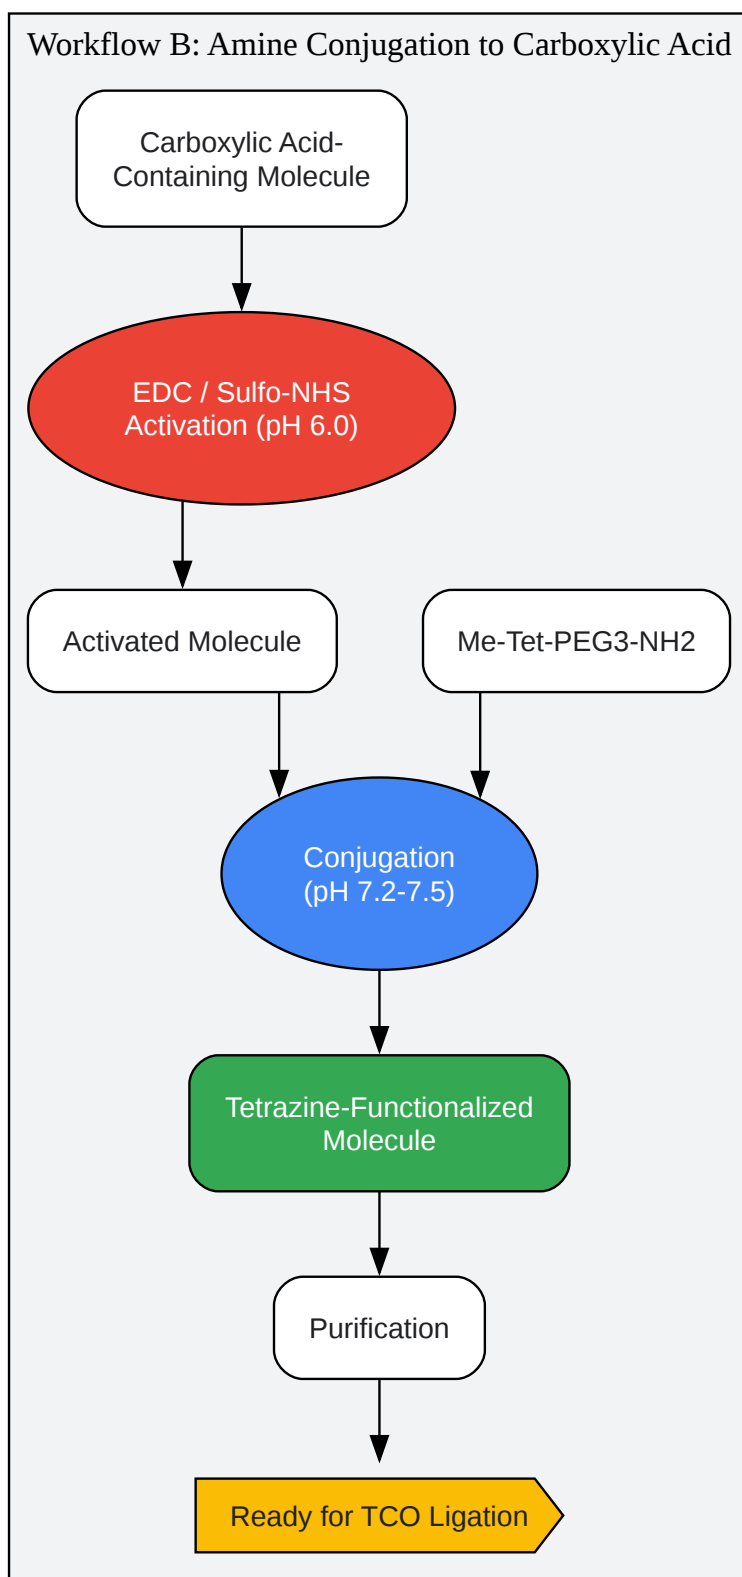 Workflow B: Amine Conjugation to Carboxylic Acid
Carboxylic Acid-
Containing Molecule
EDC / Sulfo-NHS
Activation (pH 6.0)
Activated Molecule
Me-Tet-PEG3-NH2
Conjugation
(pH 7.2-7.5)
Tetrazine-Functionalized
Molecule
Purification
Ready for TCO Ligation